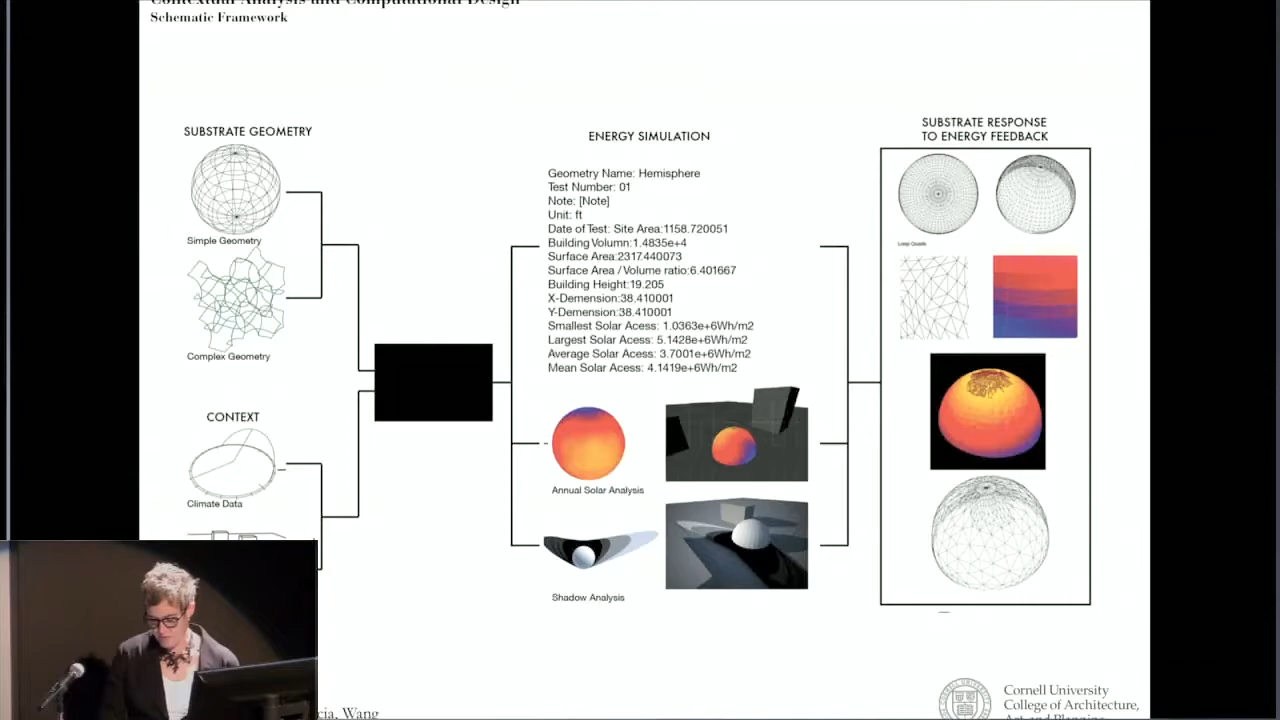 Contextual Analysis and Computational Design
Schematic Framework
SUBSTRATE GEOMETRY
Simple Geometry
Complex Geometry
CONTEXT
Climate Data
ENERGY SIMULATION
Geometry Name: Hemisphere
Test Number: 01
Note: [Note]
Unit: ft
Date of Test: Site Area:1158.720051
Building Volumn:1.4835e+4
Surface Area:2317.440073
Surface Area / Volume ratio:6.401667
Building Height:19.205
X-Demension:38.410001
Y-Demension:38.410001
Smallest Solar Acess: 1.0363e+6Wh/m2
Largest Solar Acess: 5.1428e+6Wh/m2
Average Solar Acess: 3.7001e+6Wh/m2
Mean Solar Acess: 4.1419e+6Wh/m2
Annual Solar Analysis
Shadow Analysis
SUBSTRATE RESPONSE
TO ENERGY FEEDBACK
Loop Quads
Wang
Cornell University
College of Architecture,
Art and Planning